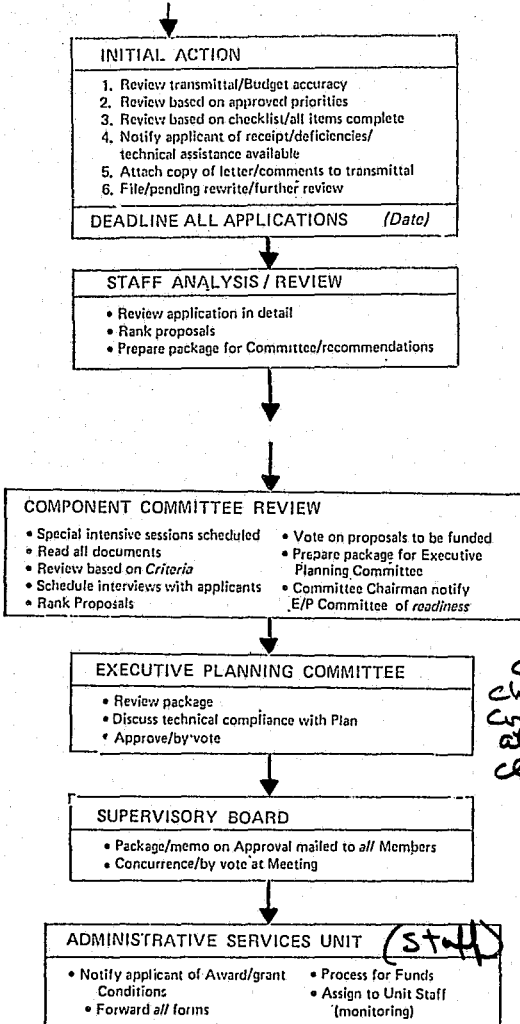 INITIAL ACTION
1. Review transmittal/Budget accuracy
2. Review based on approved priorities
3. Review based on checklist/all items complete
4. Notify applicant of receipt/deficiencies/
technical assistance available
5. Attach copy of letter/comments to transmittal
6. File/pending rewrite/further review
DEADLINE ALL APPLICATIONS (Date)
STAFF ANALYSIS / REVIEW
• Review application in detail
• Rank proposals
• Prepare package for Committee/recommendations
COMPONENT COMMITTEE REVIEW
• Special intensive sessions scheduled
• Read all documents
• Review based on Criteria
• Schedule interviews with applicants
• Rank Proposals
• Vote on proposals to be funded
• Prepare package for Executive
Planning Committee
• Committee Chairman notify
E/P Committee of readiness
EXECUTIVE PLANNING COMMITTEE
• Review package
• Discuss technical compliance with Plan
• Approve/by vote
SUPERVISORY BOARD
• Package/memo on Approval mailed to all Members
• Concurrence/by vote at Meeting
ADMINISTRATIVE SERVICES UNIT (Staff)
• Notify applicant of Award/grant
Conditions
• Forward all forms
• Process for Funds
• Assign to Unit Staff
(monitoring)